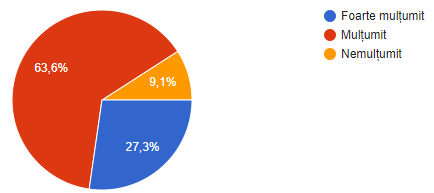 Foarte mulțumit
Mulțumit
Nemulțumit
63,6%
9,1%
27,3%